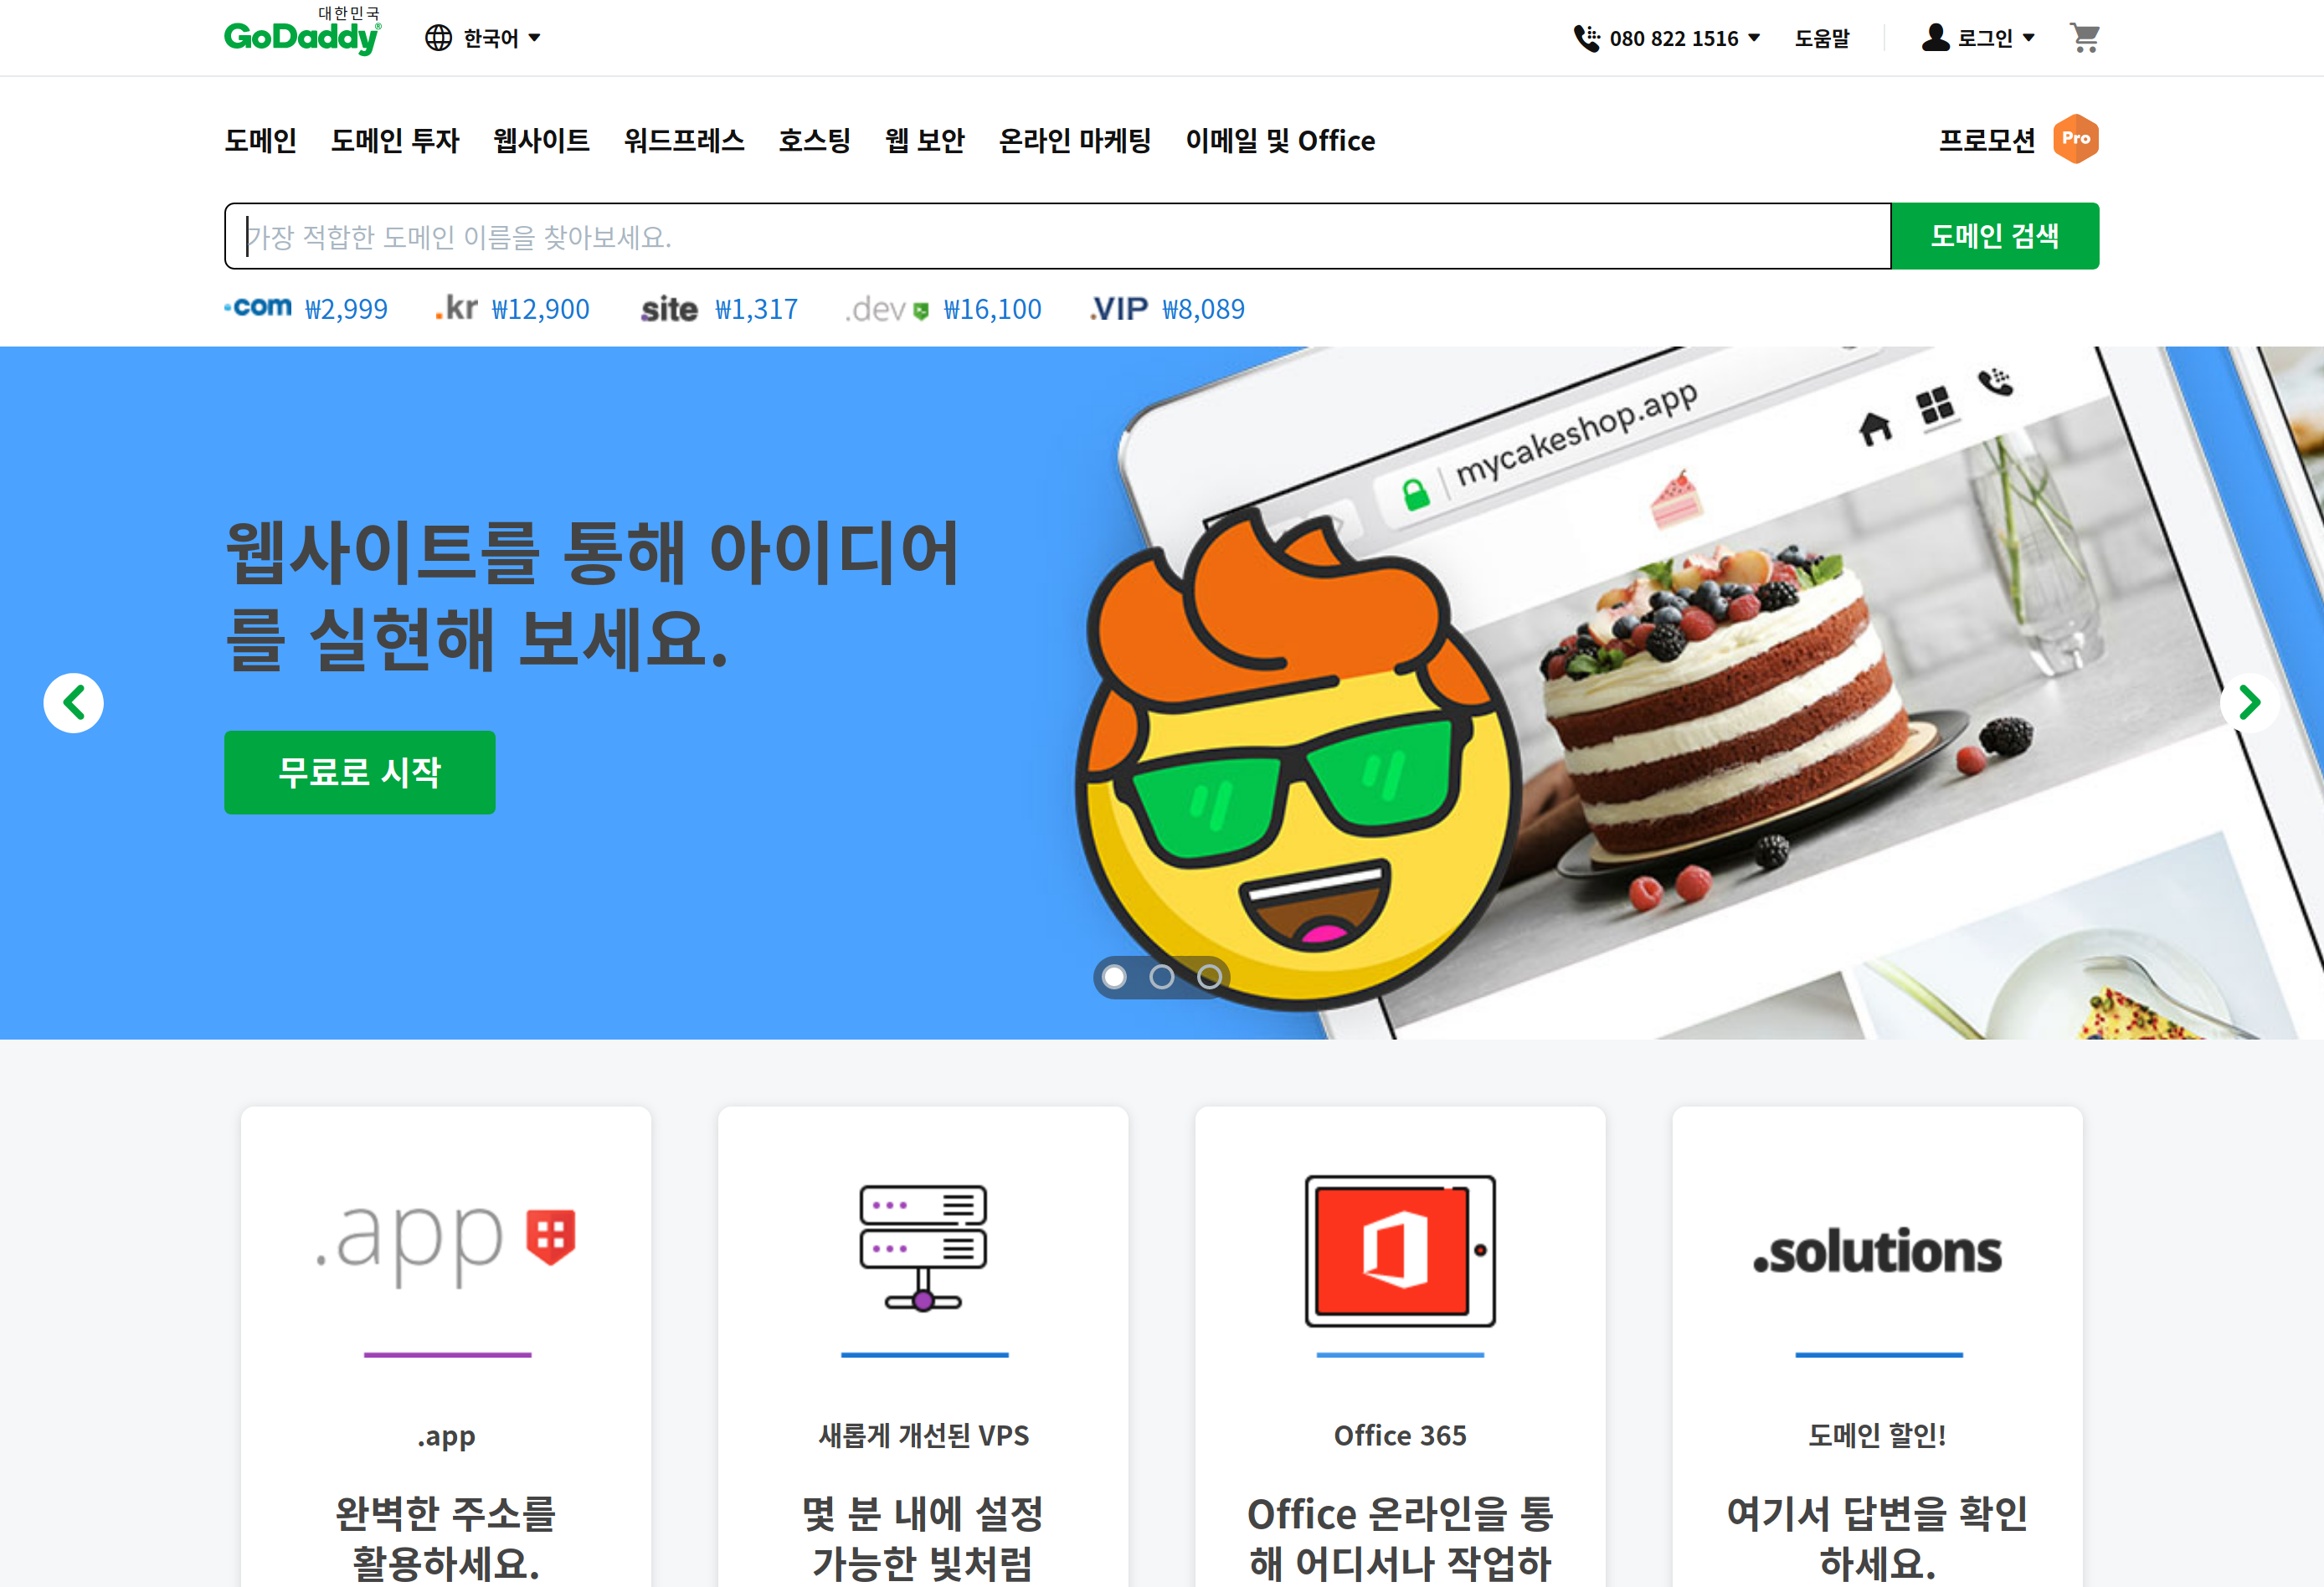 대한민국
GoDaddy®
한국어
080 822 1516
도움말
로그인
도메인
도메인 투자
웹사이트
워드프레스
호스팅
웹 보안
온라인 마케팅
이메일 및 Office
프로모션
Pro
가장 적합한 도메인 이름을 찾아보세요.
도메인 검색
.com ₩2,999
.kr ₩12,900
.site ₩1,317
.dev ₩16,100
.VIP ₩8,089
mycakeshop.app
웹사이트를 통해 아이디어
를 실현해 보세요.
무료로 시작
.app
.solutions
.app
완벽한 주소를
활용하세요.
새롭게 개선된 VPS
몇 분 내에 설정
가능한 빛처럼
Office 365
Office 온라인을 통
해 어디서나 작업하
도메인 할인!
여기서 답변을 확인
하세요.